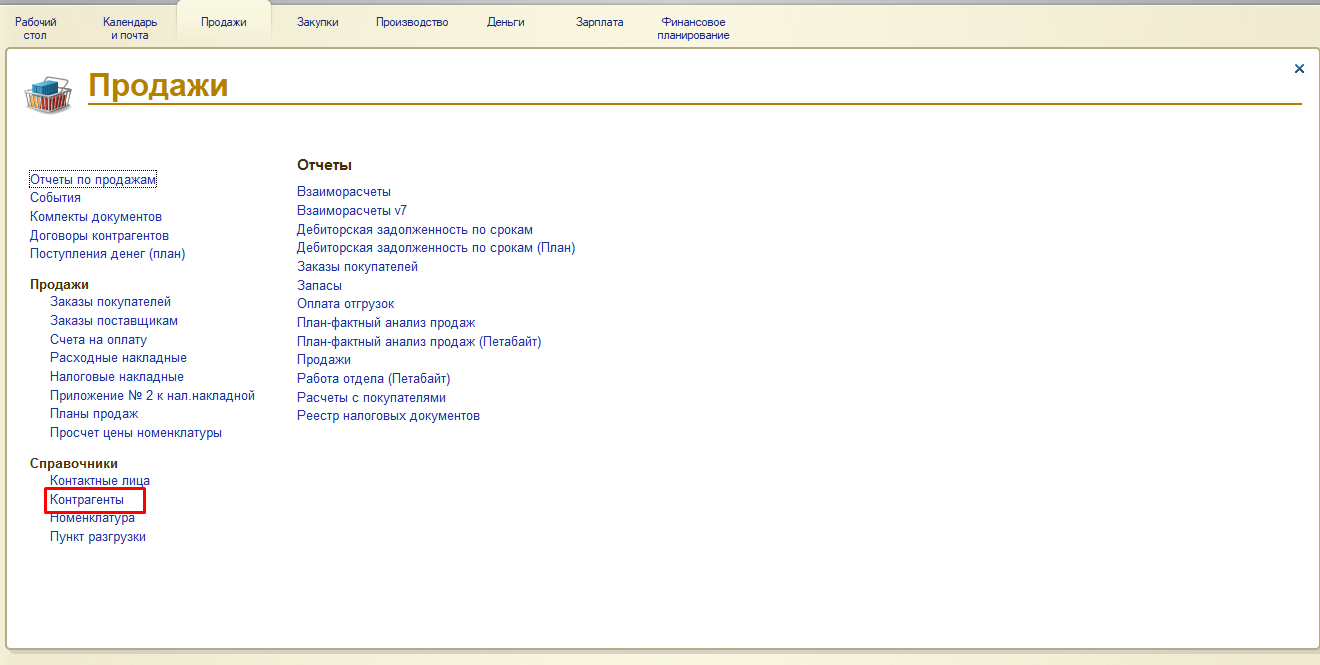 Рабочий
стол
Календарь
и почта
Продажи
Закупки
Производство
Деньги
Зарплата
Финансовое
планирование
Продажи
Отчеты по продажам
События
Комлекты документов
Договоры контрагентов
Поступления денег (план)
Продажи
Заказы покупателей
Заказы поставщикам
Счета на оплату
Расходные накладные
Налоговые накладные
Приложение № 2 к нал.накладной
Планы продаж
Просчет цены номенклатуры
Справочники
Контактные лица
Контрагенты
Номенклатура
Пункт разгрузки
Отчеты
Взаиморасчеты
Взаиморасчеты v7
Дебиторская задолженность по срокам
Дебиторская задолженность по срокам (План)
Заказы покупателей
Запасы
Оплата отгрузок
План-фактный анализ продаж
План-фактный анализ продаж (Петабайт)
Продажи
Работа отдела (Петабайт)
Расчеты с покупателями
Реестр налоговых документов